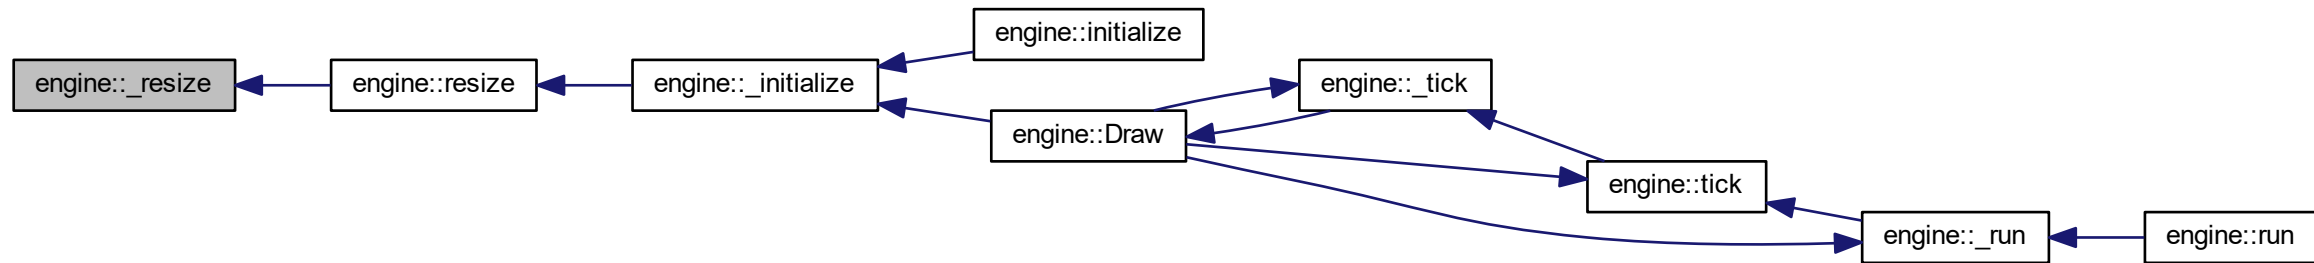 engine::_resize
engine::resize
engine::_initialize
engine::initialize
engine::Draw
engine::_tick
engine::tick
engine::_run
engine::run